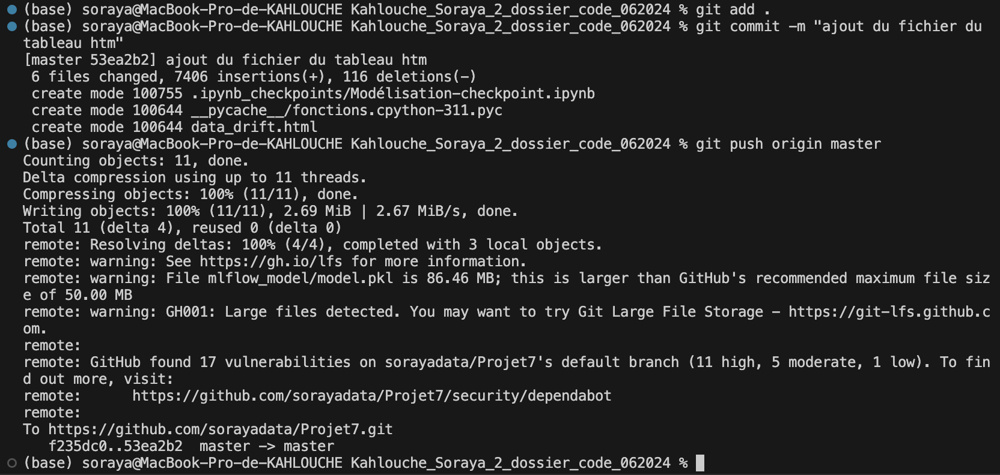 (base) soraya@MacBook-Pro-de-KAHLOUCHE Kahlouche_Soraya_2_dossier_code_062024 % git add .
(base) soraya@MacBook-Pro-de-KAHLOUCHE Kahlouche_Soraya_2_dossier_code_062024 % git commit -m "ajout du fichier du
tableau htm"
[master 53ea2b2] ajout du fichier du tableau htm
 6 files changed, 7406 insertions(+), 116 deletions(-)
 create mode 100755 .ipynb_checkpoints/Modélisation-checkpoint.ipynb
 create mode 100644 __pycache__/fonctions.cpython-311.pyc
 create mode 100644 data_drift.html
(base) soraya@MacBook-Pro-de-KAHLOUCHE Kahlouche_Soraya_2_dossier_code_062024 % git push origin master
Counting objects: 11, done.
Delta compression using up to 11 threads.
Compressing objects: 100% (11/11), done.
Writing objects: 100% (11/11), 2.69 MiB | 2.67 MiB/s, done.
Total 11 (delta 4), reused 0 (delta 0)
remote: Resolving deltas: 100% (4/4), completed with 3 local objects.
remote: warning: See https://gh.io/lfs for more information.
remote: warning: File mlflow_model/model.pkl is 86.46 MB; this is larger than GitHub's recommended maximum file siz
e of 50.00 MB
remote: warning: GH001: Large files detected. You may want to try Git Large File Storage - https://git-lfs.github.c
om.
remote:
remote: GitHub found 17 vulnerabilities on sorayadata/Projet7's default branch (11 high, 5 moderate, 1 low). To fin
d out more, visit:
remote:      https://github.com/sorayadata/Projet7/security/dependabot
remote:
To https://github.com/sorayadata/Projet7.git
   f235dc0..53ea2b2  master -> master
(base) soraya@MacBook-Pro-de-KAHLOUCHE Kahlouche_Soraya_2_dossier_code_062024 %